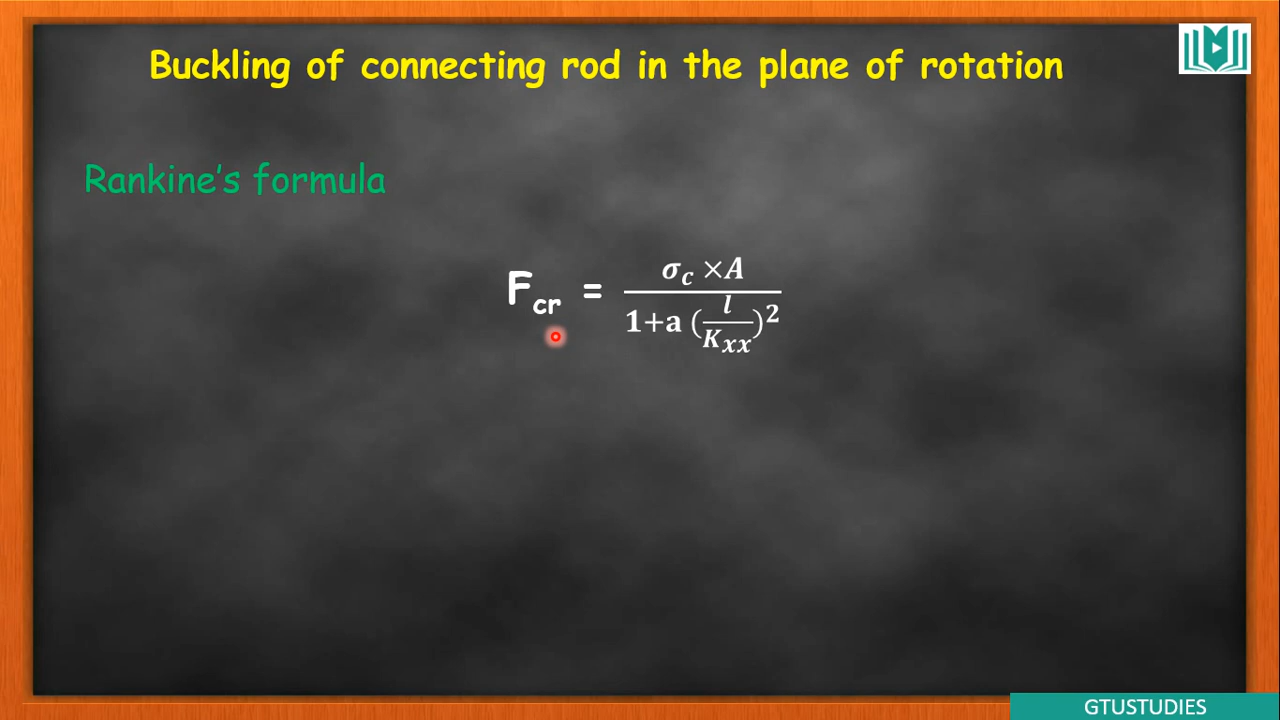 Buckling of connecting rod in the plane of rotation
Rankine's formula
F_cr = (σ_c × A) / (1+a (l/K_xx)^2)
GTUSTUDIES